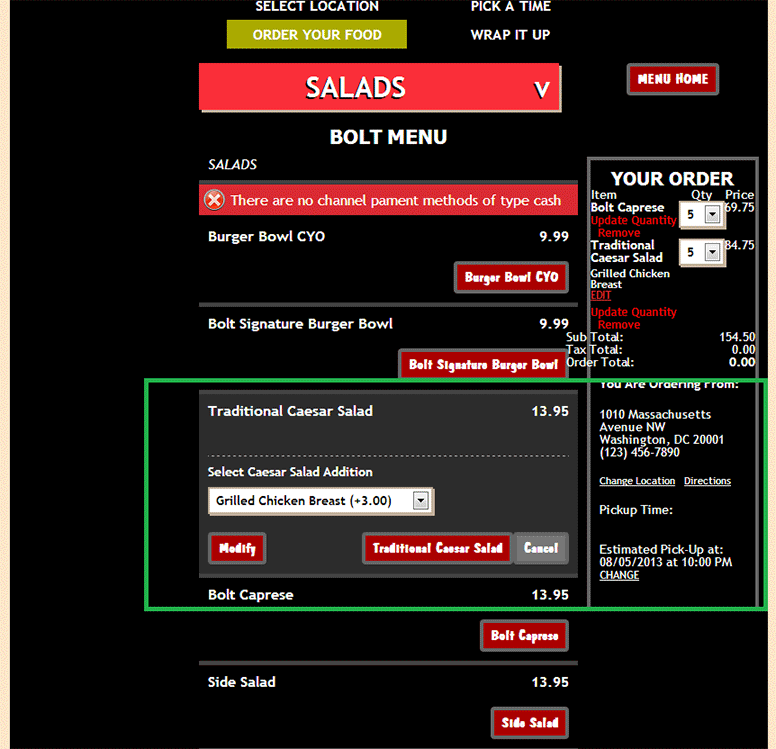 SELECT LOCATION PICK A TIME
ORDER YOUR FOOD WRAP IT UP
SALADS V
MENU HOME
BOLT MENU
SALADS
There are no channel pament methods of type cash
Burger Bowl CYO 9.99
Burger Bowl CYO
Bolt Signature Burger Bowl 9.99
Bolt Signature Burger Bowl
Traditional Caesar Salad 13.95
Select Caesar Salad Addition
Grilled Chicken Breast (+3.00)
Modify Traditional Caesar Salad Cancel
Bolt Caprese 13.95
Bolt Caprese
Side Salad 13.95
Side Salad
YOUR ORDER
Item Qty Price
Bolt Caprese 5 69.75
Update Quantity
Remove
Traditional
Caesar Salad 5 84.75
Grilled Chicken
Breast
EDIT
Update Quantity
Remove
Sub Total: 154.50
Tax Total: 0.00
Order Total: 0.00
You Are Ordering From:
1010 Massachusetts
Avenue NW
Washington, DC 20001
(123) 456-7890
Change Location Directions
Pickup Time:
Estimated Pick-Up at:
08/05/2013 at 10:00 PM
CHANGE